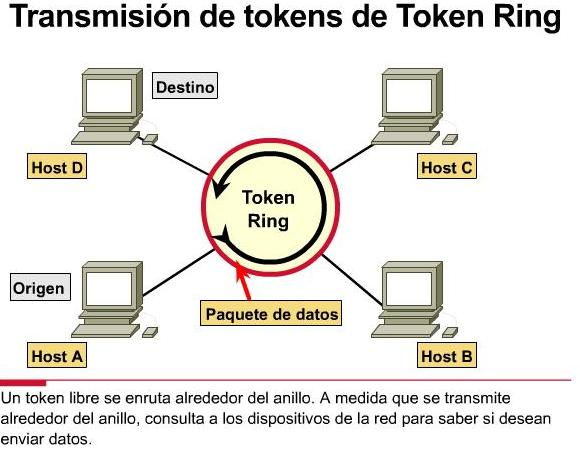 Transmisión de tokens de Token Ring
Destino
Host D
Host C
Token
Ring
Origen
Paquete de datos
Host A
Host B
Un token libre se enruta alrededor del anillo. A medida que se transmite
alrededor del anillo, consulta a los dispositivos de la red para saber si desean
enviar datos.